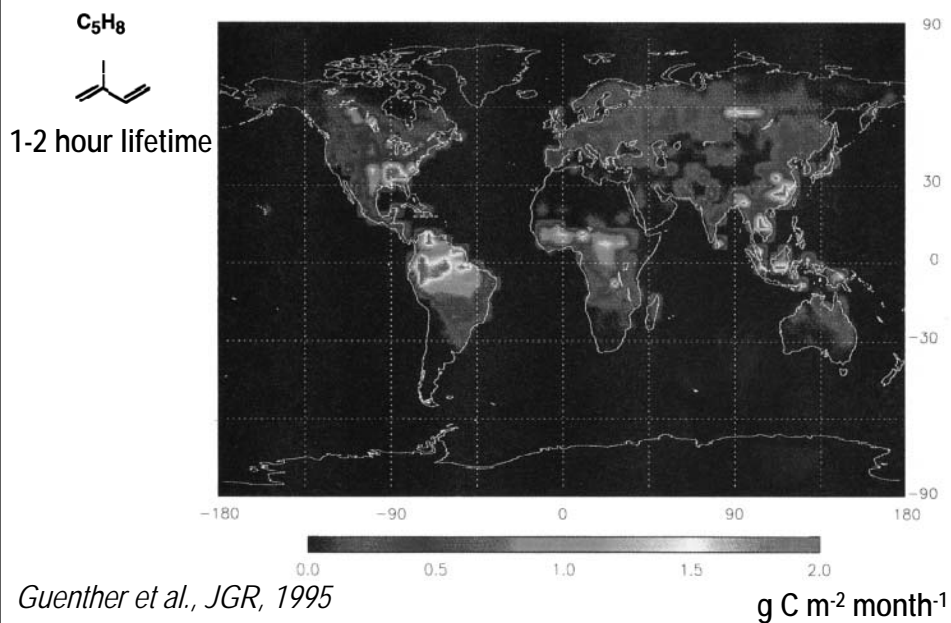 C₅H₈
1-2 hour lifetime
90
30
0
-30
-90
-180 -90 0 90 180
0.0 0.5 1.0 1.5 2.0
Guenther et al., JGR, 1995
g C m⁻² month⁻¹